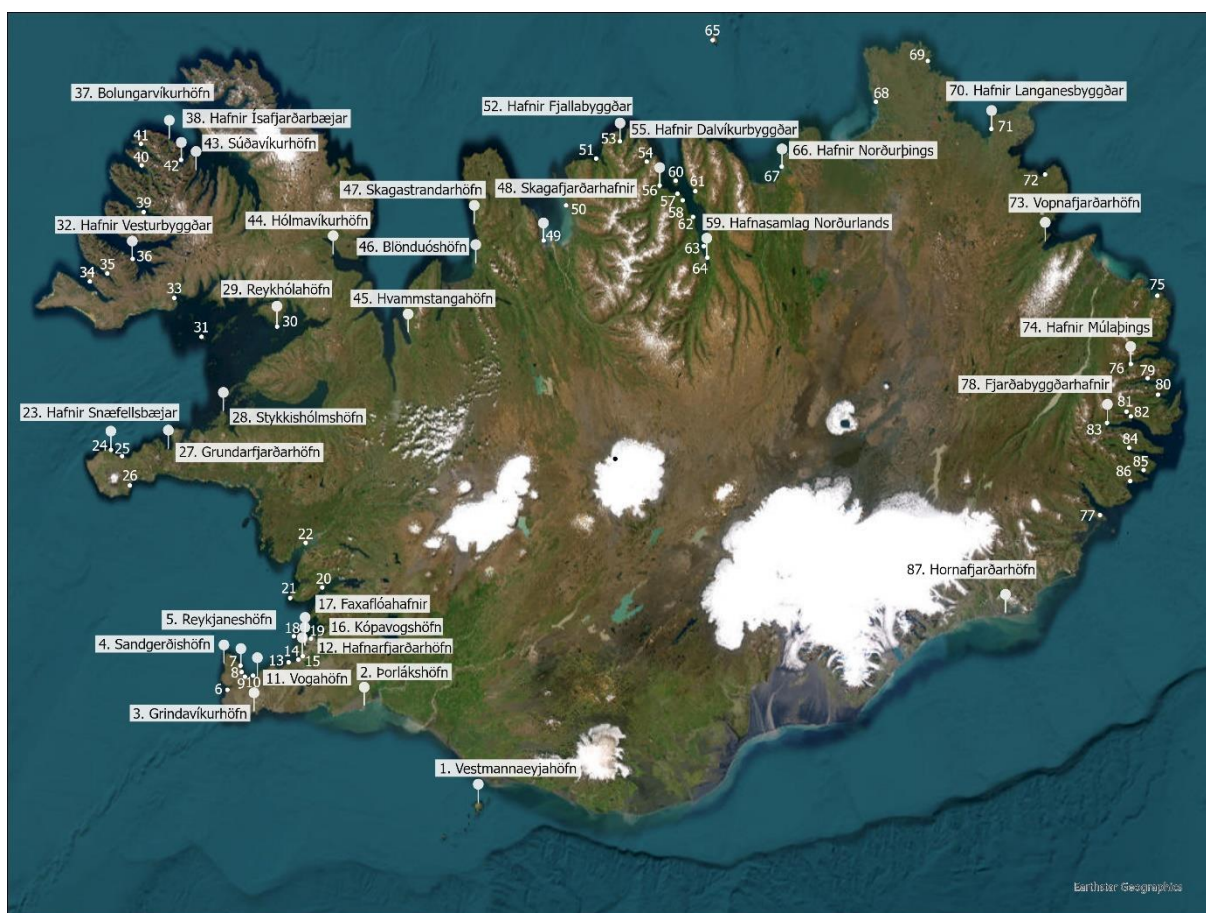 65
69
37. Bolungarvíkurhöfn
70. Hafnir Langanesbyggðar
52. Hafnir Fjallabyggðar
68
38. Hafnir Ísafjarðarbæjar
55. Hafnir Dalvíkurbyggðar
71
41
43. Súðavíkurhöfn
53
40
42
51
54
66. Hafnir Norðurþings
67
72
60
47. Skagastrandarhöfn
48. Skagafjarðarhafnir
56
61
57
73. Vopnafjarðarhöfn
39
50
58
44. Hólmavíkurhöfn
32. Hafnir Vesturbyggðar
62
59. Hafnasamlag Norðurlands
49
46. Blönduóshöfn
63
36
64
34
35
29. Reykhólahöfn
75
33
45. Hvammstangahöfn
30
31
74. Hafnir Múlaþings
76
79
78. Fjarðabyggðarhafnir
80
81
82
23. Hafnir Snæfellsbæjar
28. Stykkishólmshöfn
83
24
25
27. Grundarfjarðarhöfn
84
85
86
26
77
22
87. Hornafjarðarhöfn
20
21
17. Faxaflóahafnir
5. Reykjaneshöfn
18
19
16. Kópavogshöfn
4. Sandgerðishöfn
12. Hafnarfjarðarhöfn
14
7
13
15
8
2. Þorlákshöfn
9
10
11. Vogahöfn
6
3. Grindavíkurhöfn
1. Vestmannaeyjahöfn
Earthstar Geographics